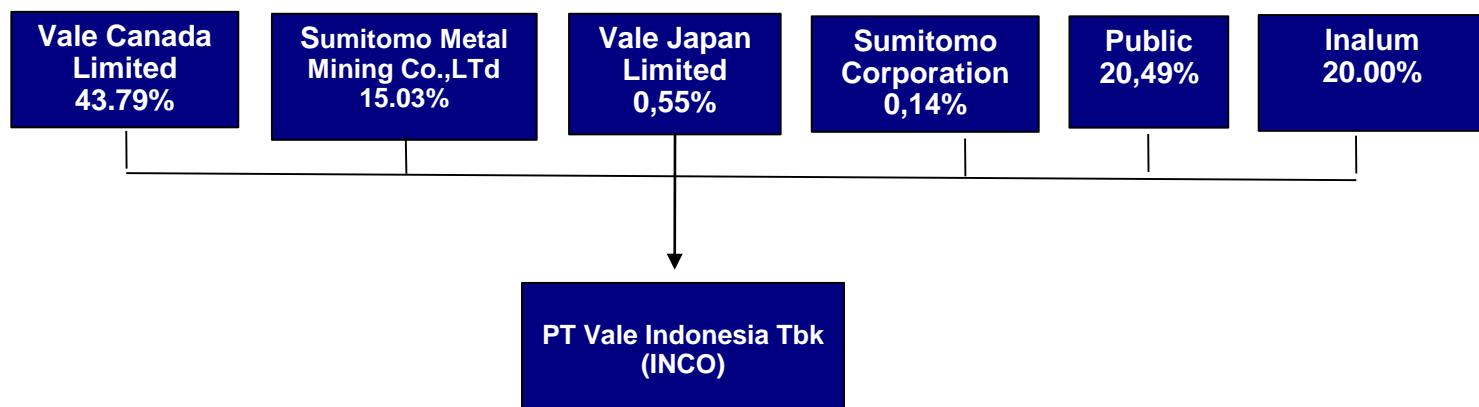 Vale Canada
Limited
43.79%
Sumitomo Metal
Mining Co.,LTd
15.03%
Vale Japan
Limited
0,55%
Sumitomo
Corporation
0,14%
Public
20,49%
Inalum
20.00%
PT Vale Indonesia Tbk
(INCO)